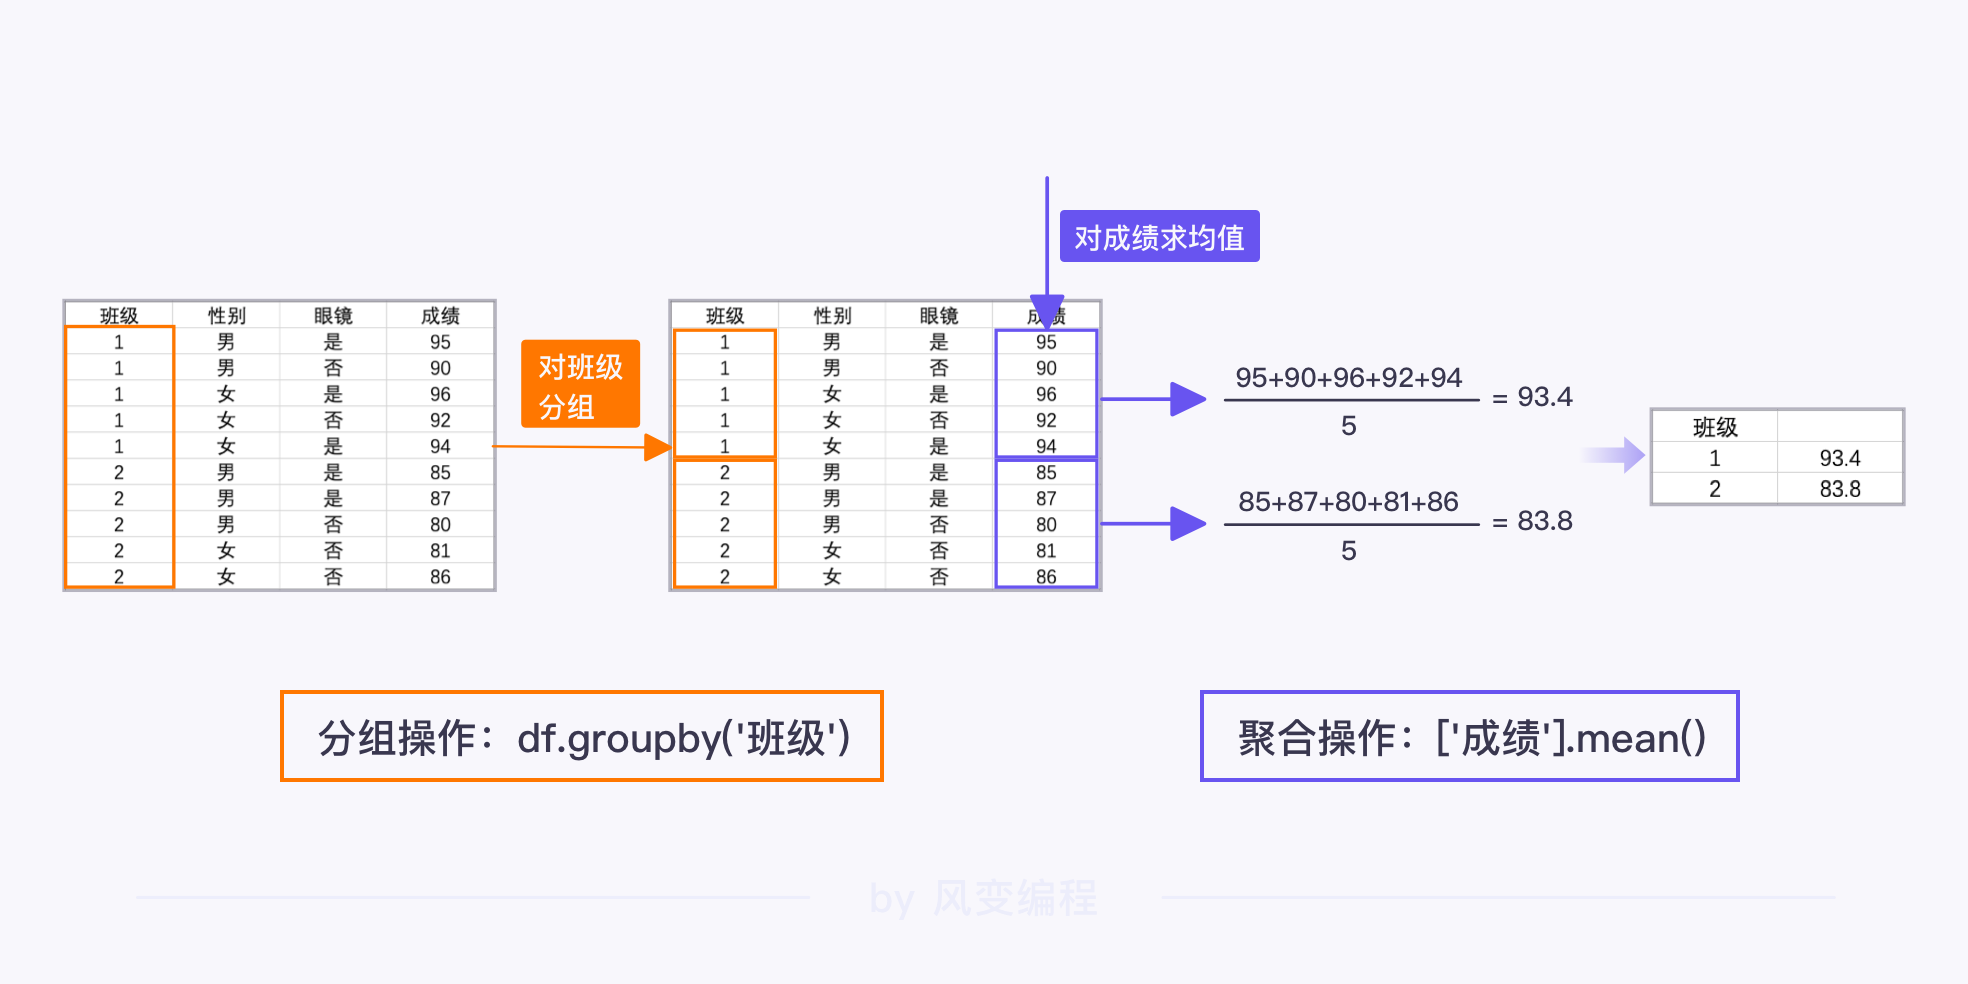 对成绩求均值
班级 性别 眼镜 成绩
1 男 是 95
1 男 否 90
1 女 是 96
1 女 否 92
1 女 是 94
2 男 是 85
2 男 是 87
2 男 否 80
2 女 否 81
2 女 否 86
对班级
分组
班级 性别 眼镜 成绩
1 男 是 95
1 男 否 90
1 女 是 96
1 女 否 92
1 女 是 94
2 男 是 85
2 男 是 87
2 男 否 80
2 女 否 81
2 女 否 86
95+90+96+92+94
5
= 93.4
85+87+80+81+86
5
= 83.8
班级
1 93.4
2 83.8
分组操作：df.groupby('班级')
聚合操作：['成绩'].mean()
by 风变编程